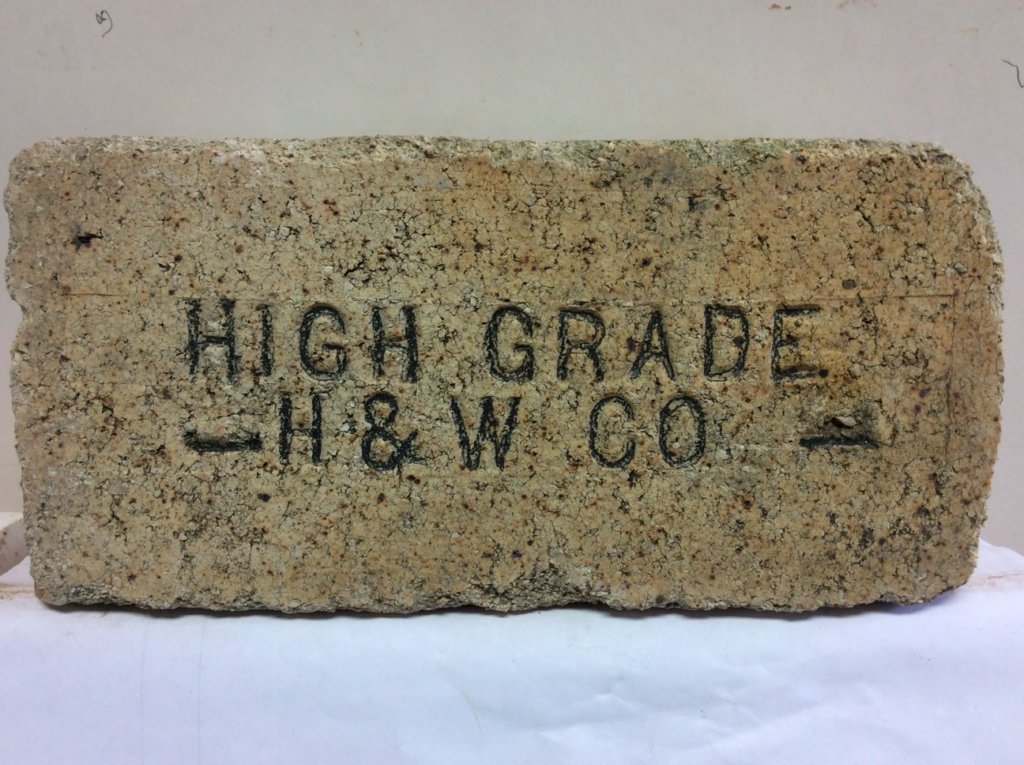 HIGH GRADE
— H & W CO —